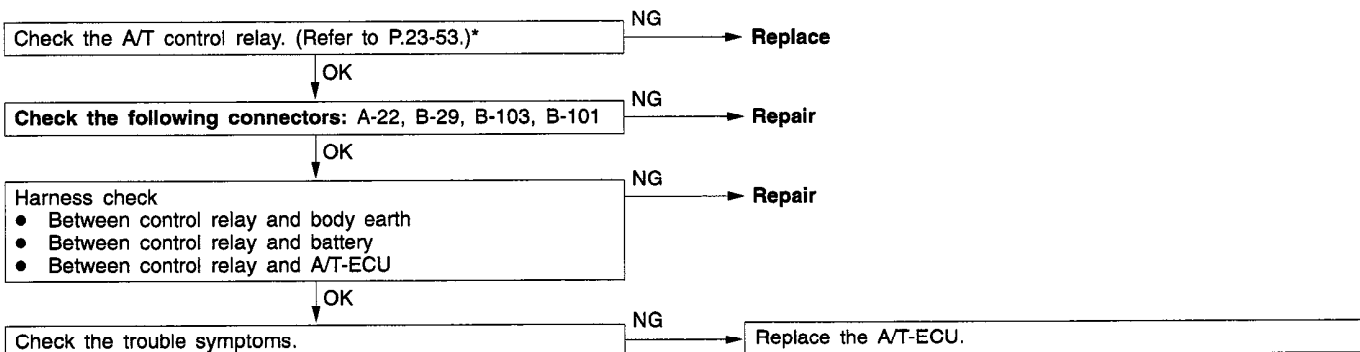 NG
Check the A/T control relay. (Refer to P.23-53.)*
Replace
OK
NG
Check the following connectors: A-22, B-29, B-103, B-101
Repair
OK
NG
Harness check
Repair
● Between control relay and body earth
● Between control relay and battery
● Between control relay and A/T-ECU
OK
NG
Check the trouble symptoms.
Replace the A/T-ECU.